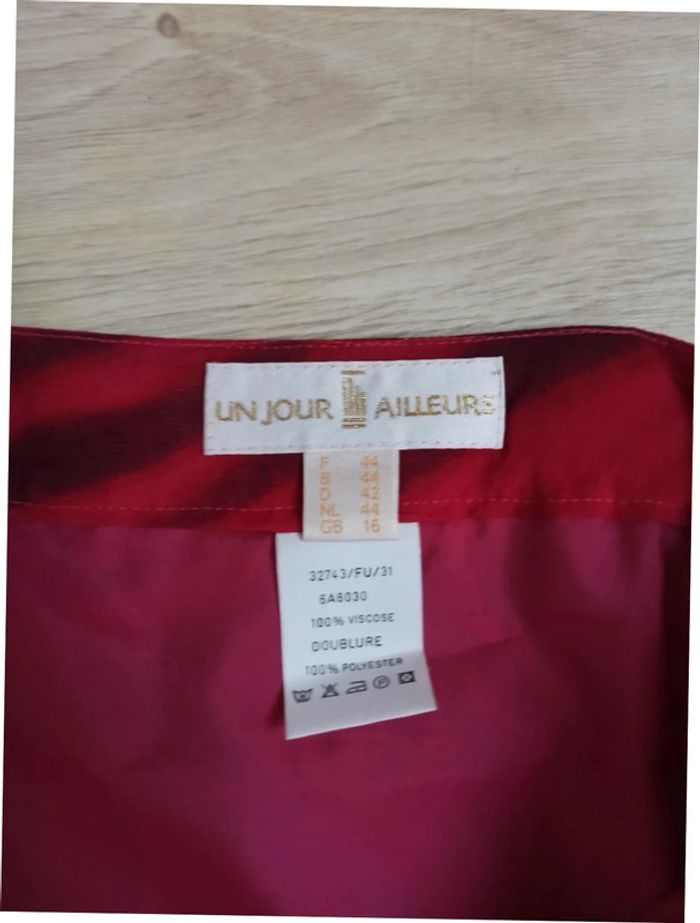 UN JOUR AILLEURS
F 44
B 44
D 42
NL 44
GB 16
32743/FU/31
6A6030
100% VISCOSE
DOUBLURE
100% POLYESTER
P